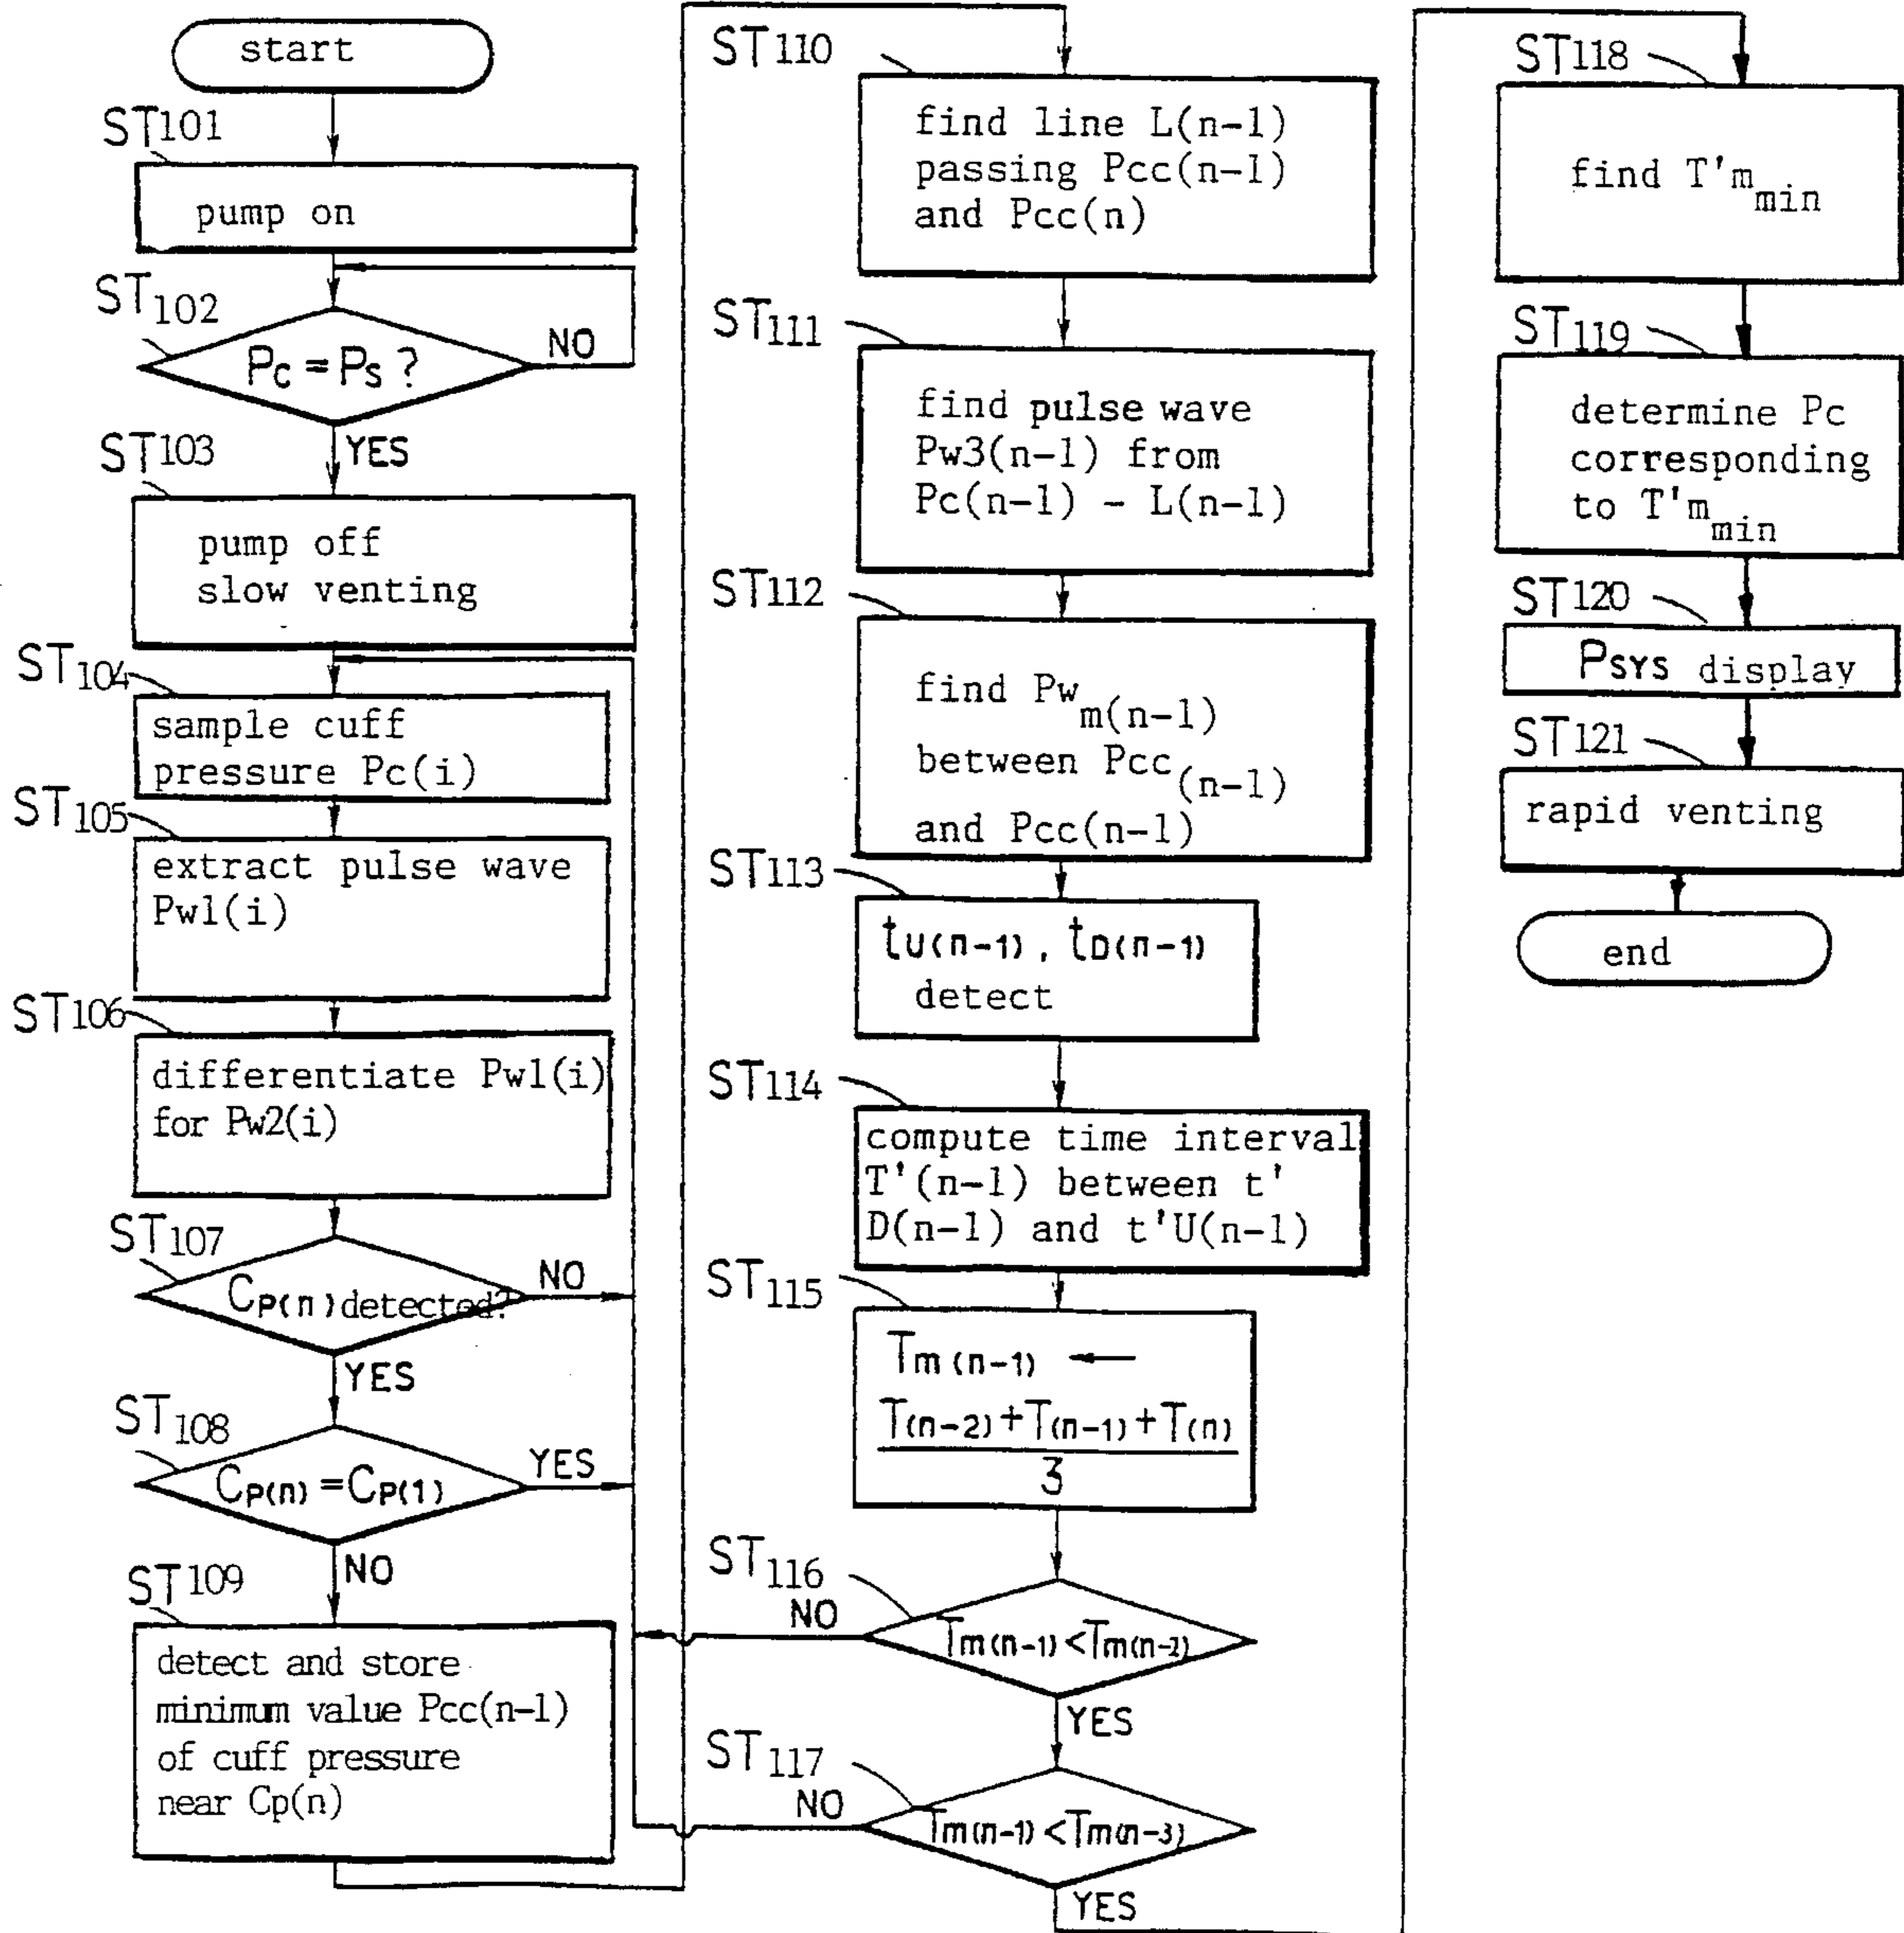 start
ST101
pump on
ST102
Pc = Ps ?
NO
YES
ST103
pump off
slow venting
ST104
sample cuff
pressure Pc(i)
ST105
extract pulse wave
Pw1(i)
ST106
differentiate Pw1(i)
for Pw2(i)
ST107
CP(n) detected?
NO
YES
ST108
CP(n) = CP(1)
YES
NO
ST109
detect and store
minimum value Pcc(n-1)
of cuff pressure
near Cp(n)
ST110
find line L(n-1)
passing Pcc(n-1)
and Pcc(n)
ST111
find pulse wave
Pw3(n-1) from
Pc(n-1) - L(n-1)
ST112
find Pwm(n-1)
between Pcc(n-1)
and Pcc(n-1)
ST113
tU(n-1), tD(n-1)
detect
ST114
compute time interval
T'(n-1) between t'
D(n-1) and t'U(n-1)
ST115
Tm(n-1) ←
T(n-2)+T(n-1)+T(n)
3
ST116
NO
Tm(n-1)<Tm(n-2)
YES
ST117
NO
Tm(n-1)<Tm(n-3)
YES
ST118
find T'm min
ST119
determine Pc
corresponding
to T'm min
ST120
PSYS display
ST121
rapid venting
end